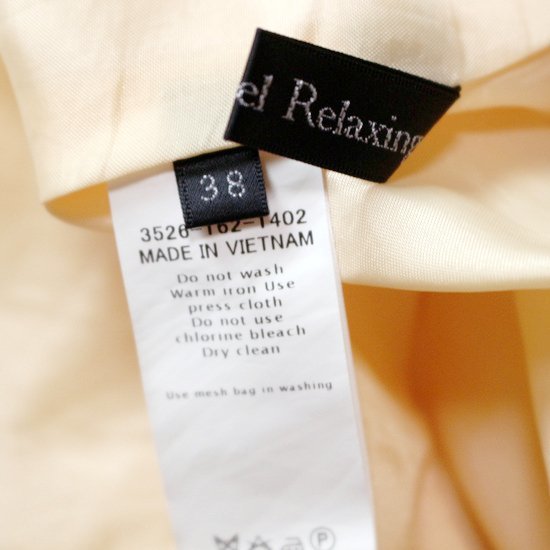 el Relaxing
38
3526-162-1402
MADE IN VIETNAM
Do not wash
Warm iron Use
press cloth
Do not use
chlorine bleach
Dry clean
Use mesh bag in washing
P